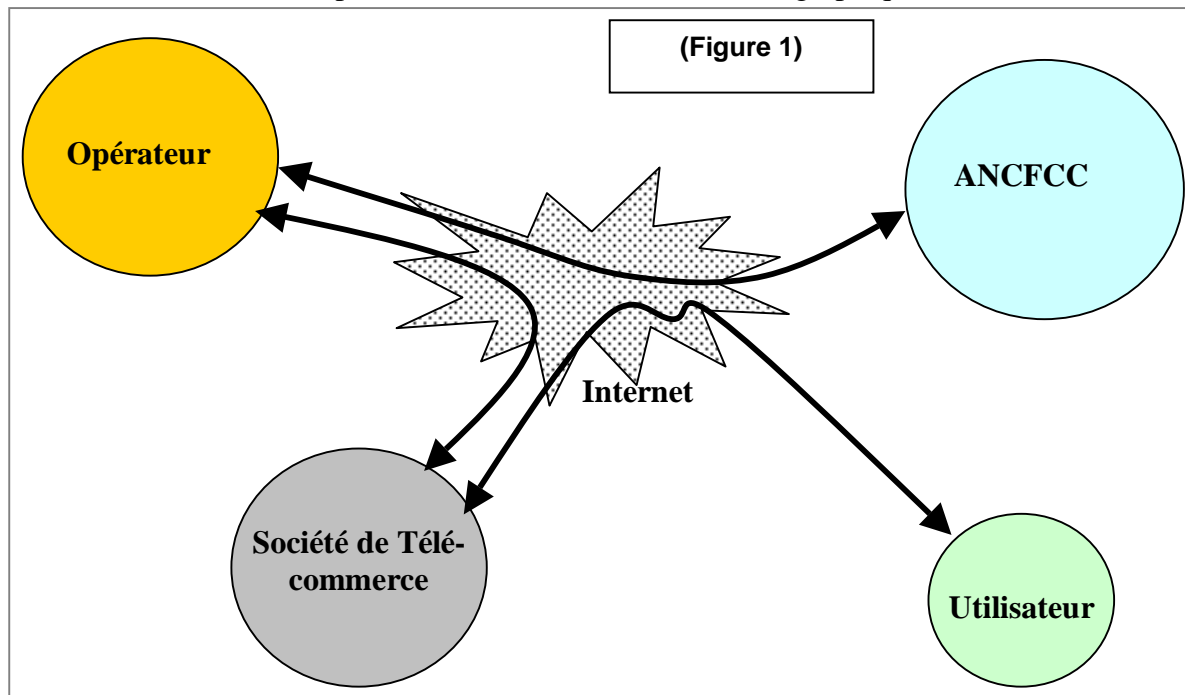 (Figure 1)
Opérateur
ANCFCC
Internet
Société de Télé-
commerce
Utilisateur